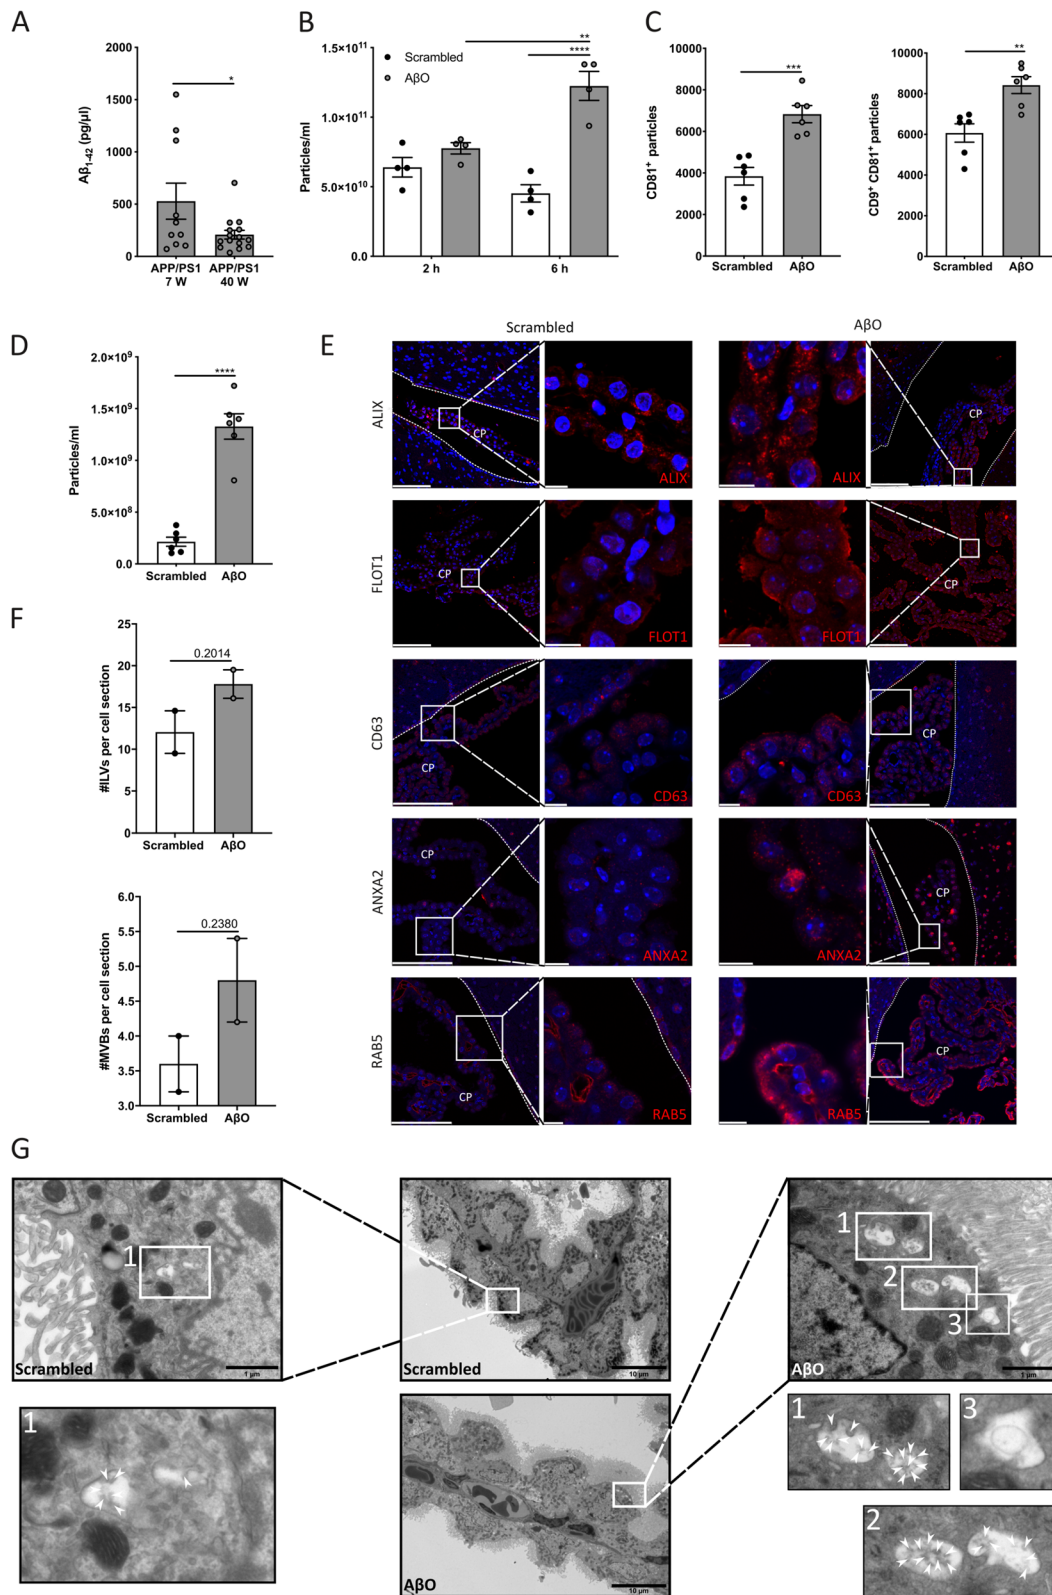 A
Aβ1-42 (pg/µl)
2000
1500
1000
500
0
*
APP/PS1
7 W
APP/PS1
40 W
B
Particles/ml
1.5×10^11
1.0×10^11
5.0×10^10
0.0
Scrambled
AβO
**
****
2 h
6 h
C
CD81+ particles
10000
8000
6000
4000
2000
0
***
Scrambled
AβO
CD9+ CD81+ particles
10000
8000
6000
4000
2000
0
**
Scrambled
AβO
D
Particles/ml
2.0×10^9
1.5×10^9
1.0×10^9
5.0×10^8
0
****
Scrambled
AβO
E
Scrambled
AβO
ALIX
CP
ALIX
ALIX
CP
FLOT1
CP
FLOT1
FLOT1
CP
CD63
CP
CD63
CD63
CP
ANXA2
CP
ANXA2
ANXA2
CP
RAB5
CP
RAB5
RAB5
CP
F
#ILVs per cell section
25
20
15
10
5
0
0.2014
Scrambled
AβO
#MVBs per cell section
5.5
5.0
4.5
4.0
3.5
3.0
0.2380
Scrambled
AβO
G
1
Scrambled
1 µm
Scrambled
10 µm
1
2
3
AβO
1 µm
1
AβO
10 µm
1
3
2